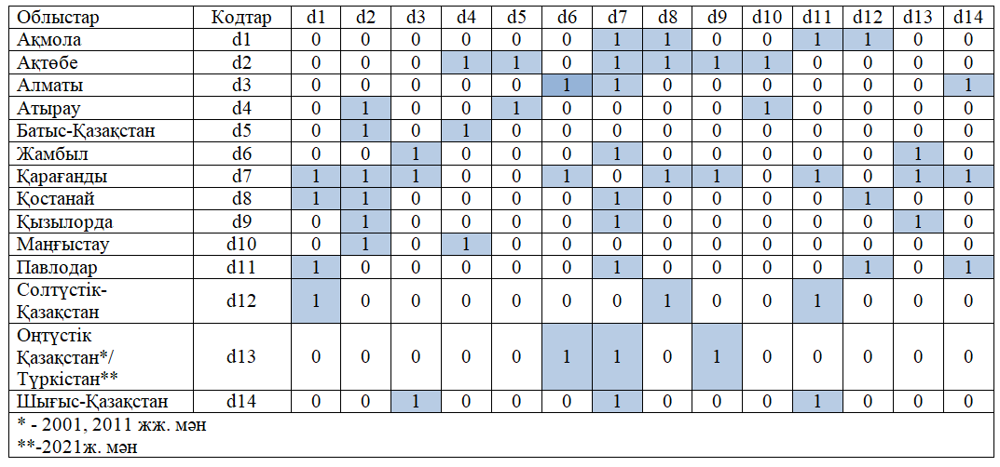 Облыстар Кодтар d1 d2 d3 d4 d5 d6 d7 d8 d9 d10 d11 d12 d13 d14
Ақмола d1 0 0 0 0 0 0 1 1 0 0 1 1 0 0
Ақтөбе d2 0 0 0 1 1 0 1 1 1 1 0 0 0 0
Алматы d3 0 0 0 0 0 1 1 0 0 0 0 0 0 1
Атырау d4 0 1 0 0 1 0 0 0 0 1 0 0 0 0
Батыс-Қазақстан d5 0 1 0 1 0 0 0 0 0 0 0 0 0 0
Жамбыл d6 0 0 1 0 0 0 1 0 0 0 0 0 1 0
Қарағанды d7 1 1 1 0 0 1 0 1 1 0 1 0 1 1
Қостанай d8 1 1 0 0 0 0 1 0 0 0 0 1 0 0
Қызылорда d9 0 1 0 0 0 0 1 0 0 0 0 0 1 0
Маңғыстау d10 0 1 0 1 0 0 0 0 0 0 0 0 0 0
Павлодар d11 1 0 0 0 0 0 1 0 0 0 0 1 0 1
Солтүстік-
Қазақстан d12 1 0 0 0 0 0 0 1 0 0 1 0 0 0
Оңтүстік
Қазақстан*/ d13 0 0 0 0 0 1 1 0 1 0 0 0 0 0
Түркістан**
Шығыс-Қазақстан d14 0 0 1 0 0 0 1 0 0 0 1 0 0 0
* - 2001, 2011 жж. мән
**-2021ж. мән